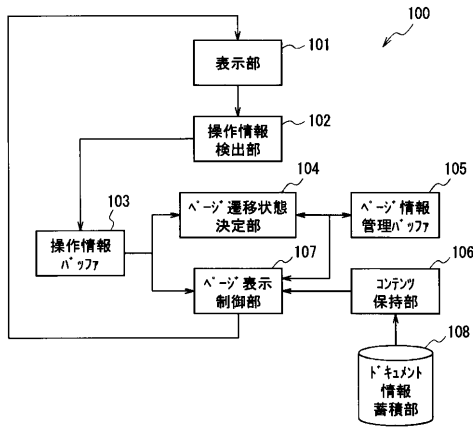 100
101
表示部
102
操作情報
検出部
103
操作情報
バッファ
104
ページ遷移状態
決定部
105
ページ情報
管理バッファ
107
ページ表示
制御部
106
コンテンツ
保持部
108
ドキュメント
情報
蓄積部